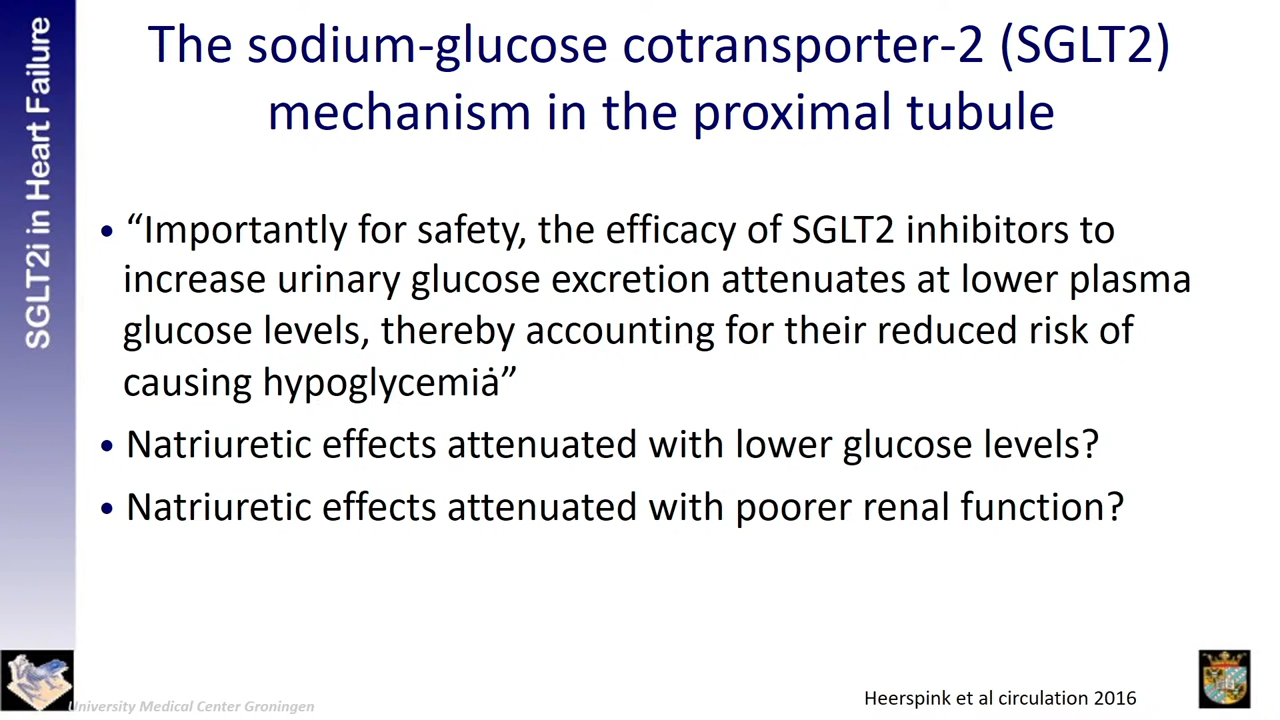 The sodium-glucose cotransporter-2 (SGLT2)
mechanism in the proximal tubule
SGLT2i in Heart Failure
• “Importantly for safety, the efficacy of SGLT2 inhibitors to
increase urinary glucose excretion attenuates at lower plasma
glucose levels, thereby accounting for their reduced risk of
causing hypoglycemiȧ”
• Natriuretic effects attenuated with lower glucose levels?
• Natriuretic effects attenuated with poorer renal function?
University Medical Center Groningen
Heerspink et al circulation 2016